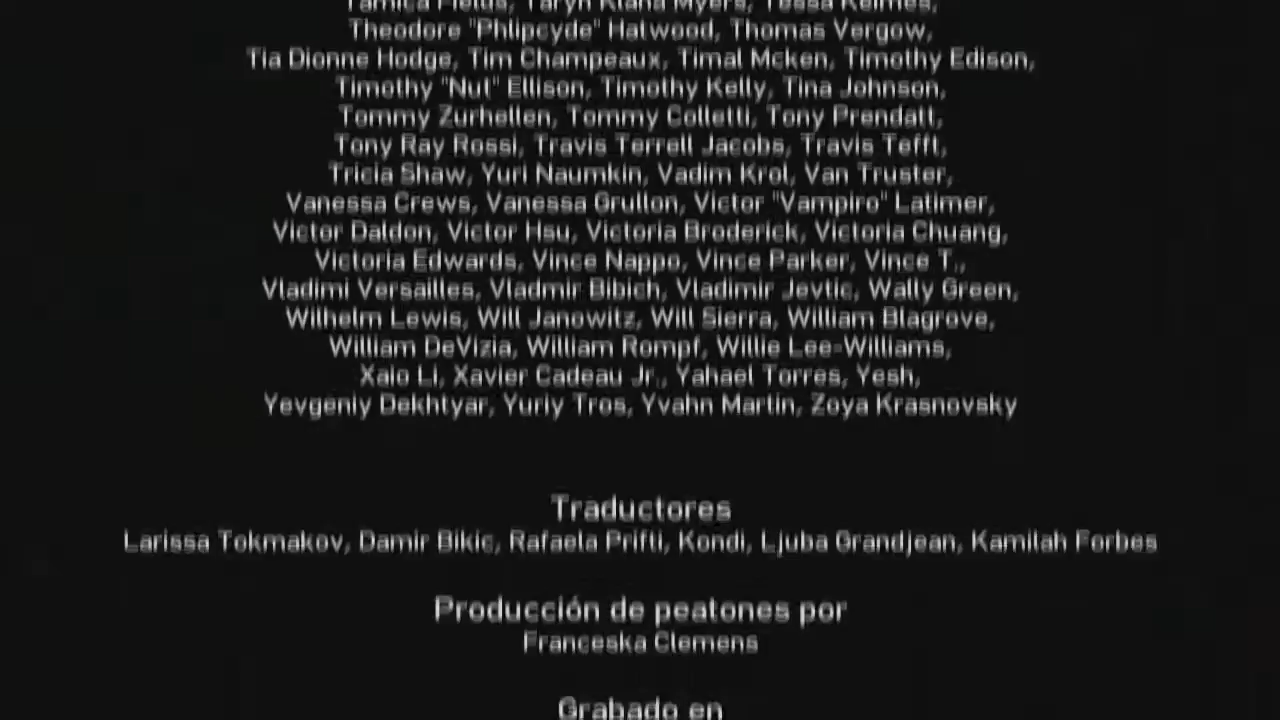 Theodore "Phlipcyde" Hatwood, Thomas Vergow,
Tia Dionne Hodge, Tim Champeaux, Timal Mcken, Timothy Edison,
Timothy "Nut" Ellison, Timothy Kelly, Tina Johnson,
Tommy Zurhellen, Tommy Colletti, Tony Prendatt,
Tony Ray Rossi, Travis Terrell Jacobs, Travis Tefft,
Tricia Shaw, Yuri Naumkin, Vadim Krol, Van Truster,
Vanessa Crews, Vanessa Grullon, Victor "Vampiro" Latimer,
Victor Daldon, Victor Hsu, Victoria Broderick, Victoria Chuang,
Victoria Edwards, Vince Nappo, Vince Parker, Vince T.,
Vladimi Versailles, Vladmir Bibich, Vladimir Jevtic, Wally Green,
Wilhelm Lewis, Will Janowitz, Will Sierra, William Blagrove,
William DeVizia, William Rompf, Willie Lee-Williams,
Xaio Li, Xavier Cadeau Jr., Yahael Torres, Yesh,
Yevgeniy Dekhtyar, Yuriy Tros, Yvahn Martin, Zoya Krasnovsky
Traductores
Larissa Tokmakov, Damir Bikic, Rafaela Prifti, Kondi, Ljuba Grandjean, Kamilah Forbes
Producción de peatones por
Franceska Clemens
Grabado en